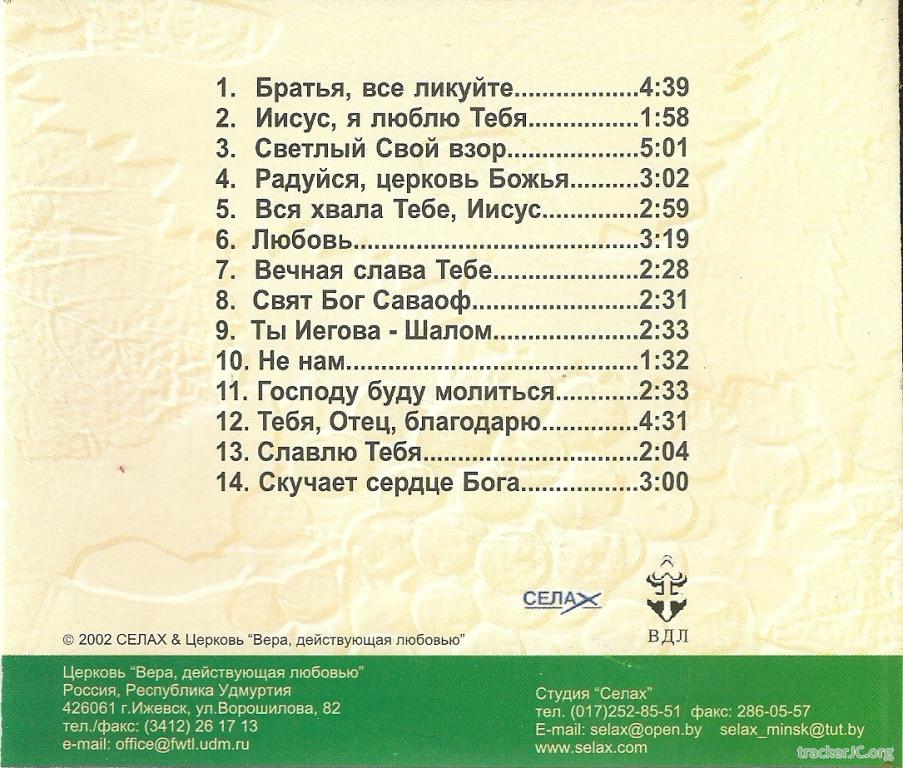 1. Братья, все ликуйте..................4:39
2. Иисус, я люблю Тебя................1:58
3. Светлый Свой взор...................5:01
4. Радуйся, церковь Божья..........3:02
5. Вся хвала Тебе, Иисус..............2:59
6. Любовь........................................3:19
7. Вечная слава Тебе.....................2:28
8. Свят Бог Саваоф........................2:31
9. Ты Иегова - Шалом.....................2:33
10. Не нам..........................................1:32
11. Господу буду молиться............2:33
12. Тебя, Отец, благодарю..............4:31
13. Славлю Тебя...............................2:04
14. Скучает сердце Бога.................3:00
СЕЛАХ
ВДЛ
© 2002 СЕЛАХ & Церковь "Вера, действующая любовью"
Церковь "Вера, действующая любовью"
Россия, Республика Удмуртия
426061 г.Ижевск, ул.Ворошилова, 82
тел./факс: (3412) 26 17 13
e-mail: office@fwtl.udm.ru
Студия "Селах"
тел. (017)252-85-51 факс: 286-05-57
E-mail: selax@open.by selax_minsk@tut.by
www.selax.com
trackerJC.org